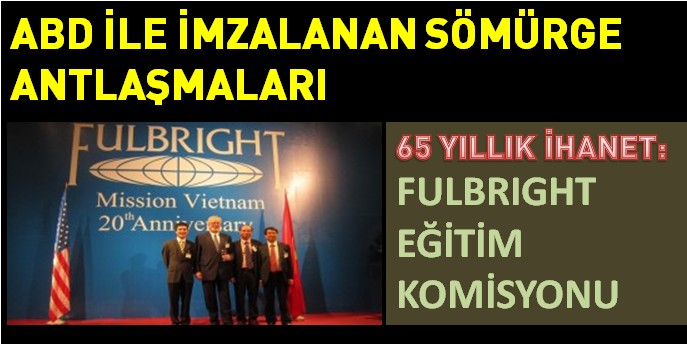 ABD İLE İMZALANAN SÖMÜRGE
ANTLAŞMALARI
FULBRIGHT
Mission Vietnam
20th Anniversary
65 YILLIK İHANET:
FULBRIGHT
EĞİTİM
KOMİSYONU